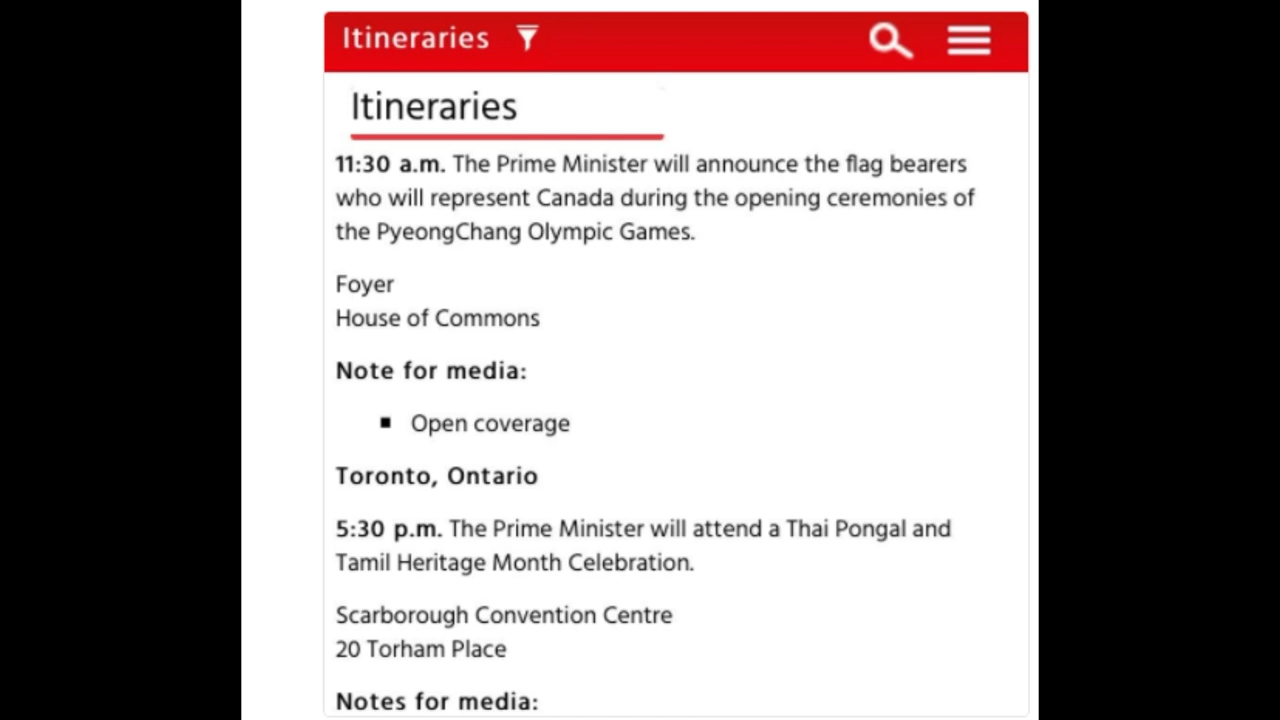 Itineraries
Itineraries
11:30 a.m. The Prime Minister will announce the flag bearers
who will represent Canada during the opening ceremonies of
the PyeongChang Olympic Games.
Foyer
House of Commons
Note for media:
Open coverage
Toronto, Ontario
5:30 p.m. The Prime Minister will attend a Thai Pongal and
Tamil Heritage Month Celebration.
Scarborough Convention Centre
20 Torham Place
Notes for media: